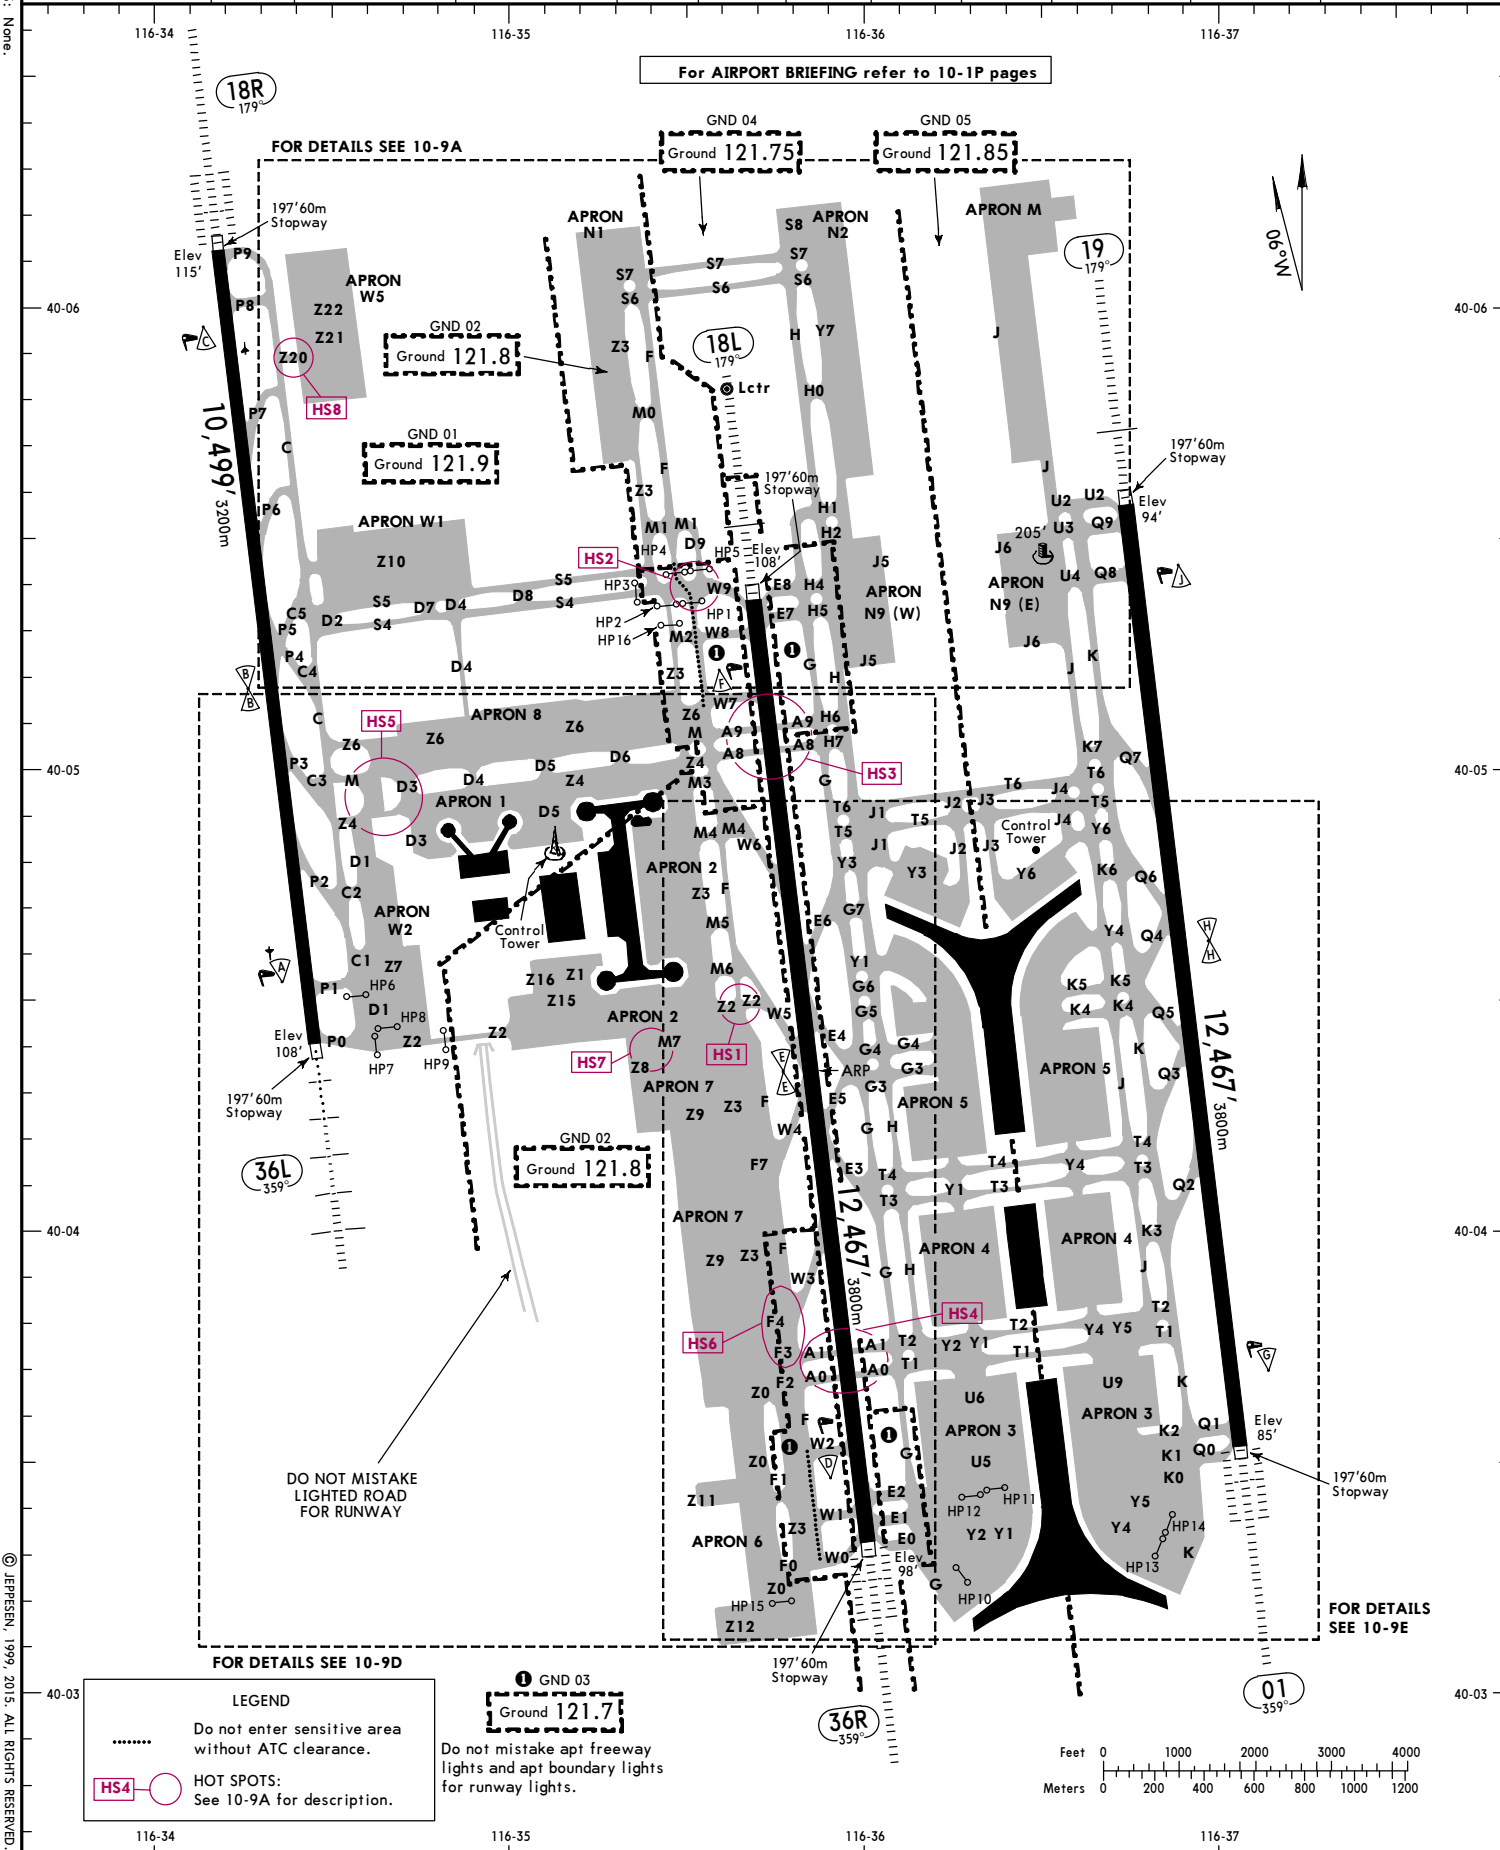 : None.
116-34
116-35
116-36
116-37
For AIRPORT BRIEFING refer to 10-1P pages
18R
179°
FOR DETAILS SEE 10-9A
GND 04
Ground 121.75
GND 05
Ground 121.85
06°W
197'60m
Stopway
Elev
115'
P9
P8
APRON
W5
Z22
Z21
Z20
HS8
APRON
N1
S8
APRON
N2
APRON M
19
179°
S7
S7
S7
S6
S6
S6
40-06
40-06
C
GND 02
Ground 121.8
Z3
F
18L
179°
H
Y7
J
Lctr
H0
M0
P7
C
10,499'
3200m
GND 01
Ground 121.9
F
Z3
J
197'60m
Stopway
197'60m
Stopway
Elev
94'
U2
U2
U3
Q9
P6
APRON W1
Z10
M1
M1
D9
H1
H2
HS2
HP4
HP5
Elev
108'
205'
J6
J5
U4
Q8
J
HP3
W9
E8
H4
APRON
N9 (W)
APRON
N9 (E)
S5
S5
D8
S4
D7
D4
S4
D2
C5
P5
HP2
HP1
HP16
M2
W8
E7
H5
J6
P4
C4
D4
Z3
1
1
G
J5
K
J
B
B
F
H
C
HS5
APRON 8
Z6
Z6
Z6
Z6
W7
M
A9
A9
H6
A8
A8
H7
HS3
K7
Q7
T6
P3
C3
M
D3
D4
D5
D6
Z4
Z4
M3
G
40-05
40-05
APRON 1
D5
Z4
D3
M4
M4
W6
T6
T5
J1
J1
T5
J2
J2
J3
J3
T6
J4
J4
T5
Y6
Control
Tower
D1
P2
C2
APRON
W2
APRON 2
Z3
F
Y3
Y3
Y6
K6
Q6
M5
E6
G7
Y4
Q4
H
H
Control
Tower
C1
Z7
A
P1
HP6
D1
HP8
P0
Z2
HP7
HP9
Z2
Z16
Z1
Z15
APRON 2
M6
Z2
Z2
HS1
W5
Y1
G6
G5
K5
K5
K4
K4
Q5
12,467'
3800m
Elev
108'
197'60m
Stopway
M7
HS7
Z8
APRON 7
E
E
E4
G4
G4
ARP
G3
G3
APRON 5
APRON 5
J
K
Q3
E5
Z9
Z3
F
W4
G
H
36L
359°
GND 02
Ground 121.8
F7
E3
T4
T3
T4
T3
Y1
Y4
T4
T3
Q2
APRON 7
12,467'
3800m
APRON 4
APRON 4
K3
40-04
40-04
Z9
Z3
F
W3
G
H
J
HS4
T2
T1
HS6
F4
F3
A1
A1
T2
Y2
Y1
T2
T1
Y4
Y5
F2
A0
A0
T1
Z0
U6
U9
K
G
APRON 3
APRON 3
F
1
W2
1
G
K2
Q1
Elev
85'
Q0
K1
K0
Z0
D
U5
DO NOT MISTAKE
LIGHTED ROAD
FOR RUNWAY
F1
Z11
E2
HP12
HP11
Y5
197'60m
Stopway
Z3
W1
E1
Y2
Y1
Y4
HP14
APRON 6
E0
W0
Elev
98'
HP13
K
F0
Z0
G
HP10
HP15
Z12
FOR DETAILS
SEE 10-9E
FOR DETAILS SEE 10-9D
197'60m
Stopway
LEGEND
Do not enter sensitive area
without ATC clearance.
HS4
HOT SPOTS:
See 10-9A for description.
1 GND 03
Ground 121.7
Do not mistake apt freeway
lights and apt boundary lights
for runway lights.
36R
359°
01
359°
40-03
40-03
Feet 0 1000 2000 3000 4000
Meters 0 200 400 600 800 1000 1200
116-34
116-35
116-36
116-37
© JEPPESEN, 1999, 2015. ALL RIGHTS RESERVED.